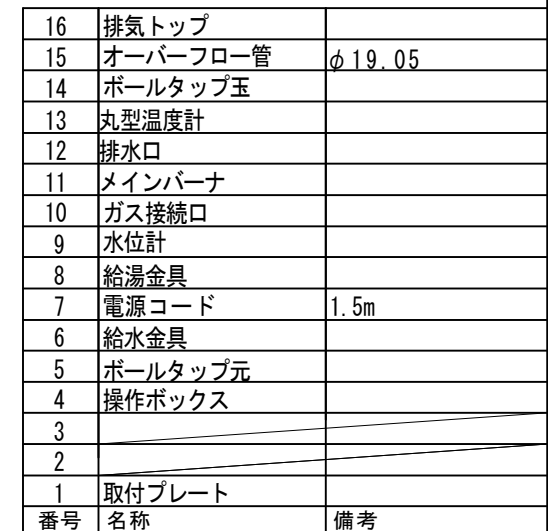 16 排気トップ
15 オーバーフロー管 φ19.05
14 ボールタップ玉
13 丸型温度計
12 排水口
11 メインバーナ
10 ガス接続口
9 水位計
8 給湯金具
7 電源コード 1.5m
6 給水金具
5 ボールタップ元
4 操作ボックス
3
2
1 取付プレート
番号 名称 備考